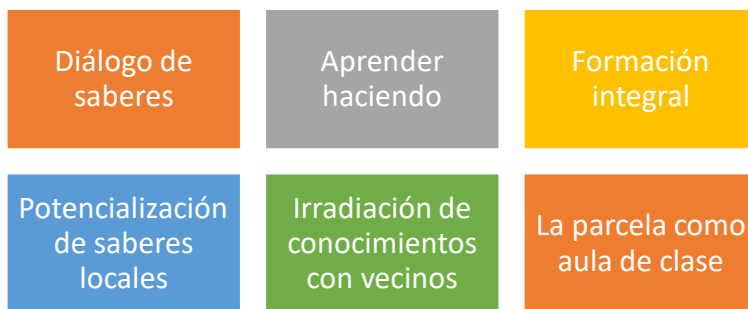 Diálogo de
saberes
Aprender
haciendo
Formación
integral
Potencialización
de saberes
locales
Irradiación de
conocimientos
con vecinos
La parcela como
aula de clase